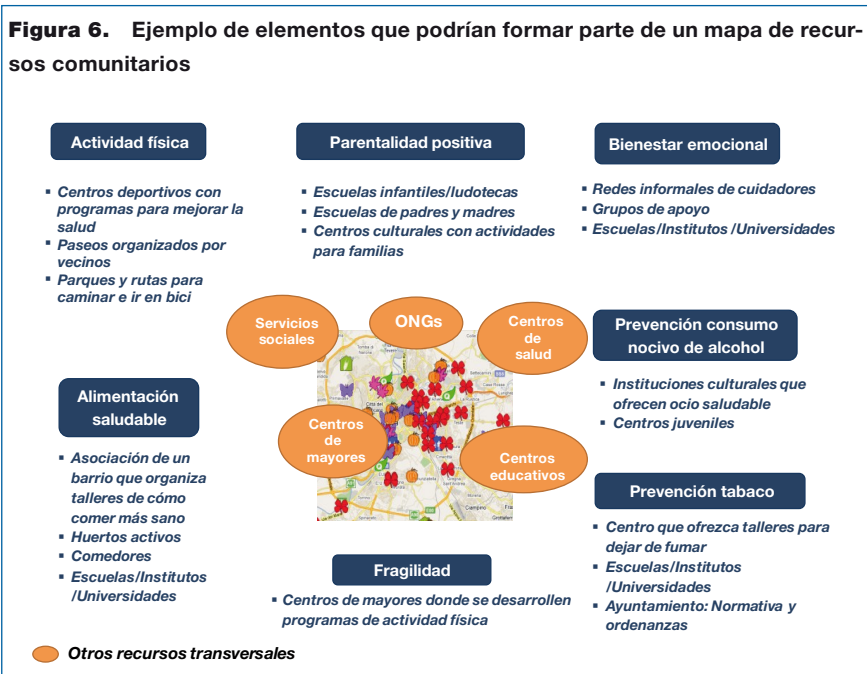 Figura 6. Ejemplo de elementos que podrían formar parte de un mapa de recur-
sos comunitarios
Actividad física
▪ Centros deportivos con
programas para mejorar la
salud
▪ Paseos organizados por
vecinos
▪ Parques y rutas para
caminar e ir en bici
Parentalidad positiva
▪ Escuelas infantiles/ludotecas
▪ Escuelas de padres y madres
▪ Centros culturales con actividades
para familias
Bienestar emocional
▪ Redes informales de cuidadores
▪ Grupos de apoyo
▪ Escuelas/Institutos /Universidades
Servicios
sociales
ONGs
Centros
de
salud
Centros
de
mayores
Centros
educativos
Ciampino
Prevención consumo
nocivo de alcohol
▪ Instituciones culturales que
ofrecen ocio saludable
▪ Centros juveniles
Alimentación
saludable
▪ Asociación de un
barrio que organiza
talleres de cómo
comer más sano
▪ Huertos activos
▪ Comedores
▪ Escuelas/Institutos
/Universidades
Prevención tabaco
▪ Centro que ofrezca talleres para
dejar de fumar
▪ Escuelas/Institutos
/Universidades
▪ Ayuntamiento: Normativa y
ordenanzas
Fragilidad
▪ Centros de mayores donde se desarrollen
programas de actividad física
Otros recursos transversales